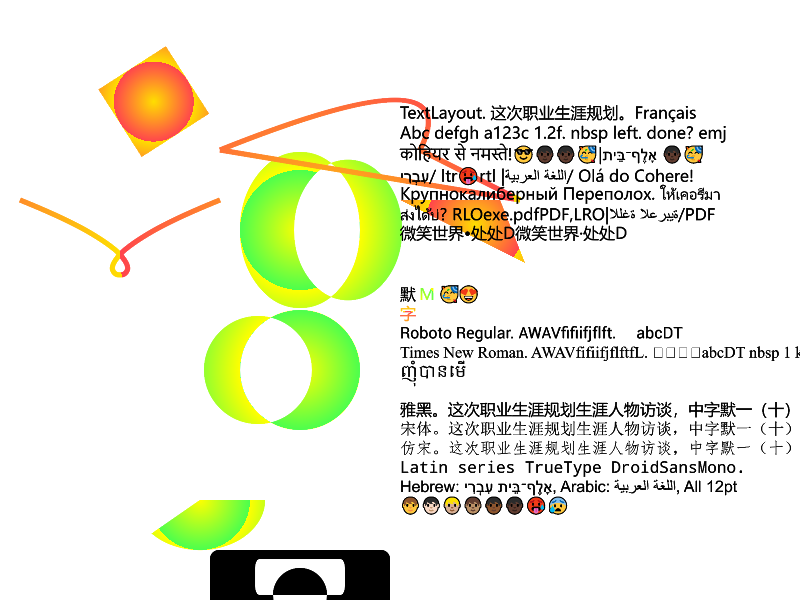 TextLayout. 这次职业生涯规划。Français
Abc defgh a123c 1.2f. nbsp left. done? emj
कोहियर से नमस्ते!😎🧑🏿🧑🏿🥳|אָלֶף־בֵּית 🧑🏿🥳
עִבְרִי/ ltr🥵rtl |اللغة العربية/ Olá do Cohere!
Крупнокалиберный Переполох. ให้เคอรีมา
ส่งได้ป? RLOexe.pdfPDF,LRO|اللغة العربية/PDF
微笑世界•处处D微笑世界·处处D
默 M 🥳😍
字
Roboto Regular. AWAVfifiifjflft. abcDT
Times New Roman. AWAVfifiifjflftfL. □□□□abcDT nbsp 1 k
ញុំបានមើ
雅黑。这次职业生涯规划生涯人物访谈，中字默一（十）
宋体。这次职业生涯规划生涯人物访谈，中字默一（十）
仿宋。这次职业生涯规划生涯人物访谈，中字默一（十）
Latin series TrueType DroidSansMono.
Hebrew: אָלֶף־בֵּית עִבְרִי, Arabic: اللغة العربية, All 12pt
👨🧑🏻🧑🏼🧑🏽🧑🏾🧑🏿🥵😰